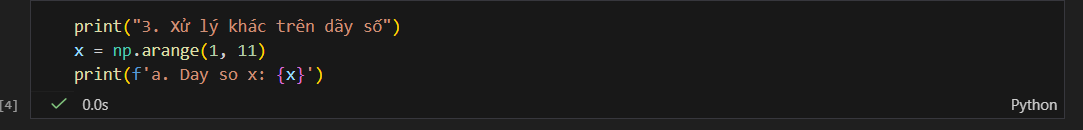 print("3. Xử lý khác trên dãy số")
x = np.arange(1, 11)
print(f'a. Day so x: {x}')
[4]
0.0s
Python